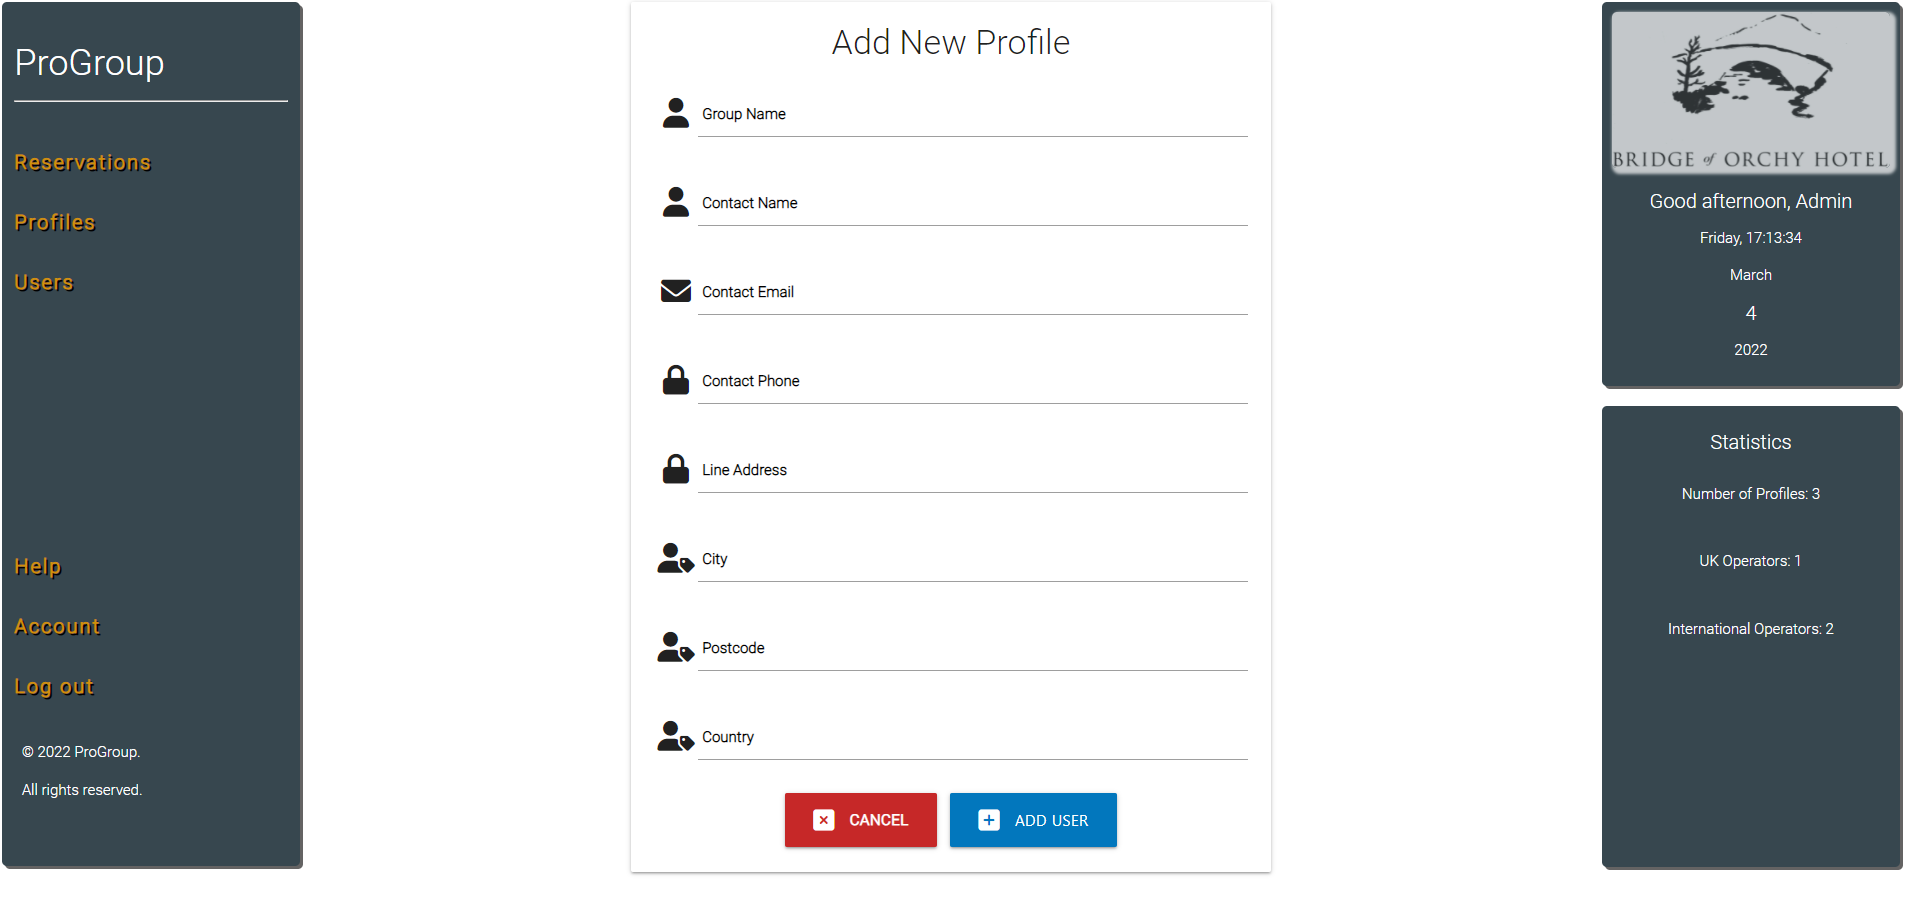 ProGroup
Reservations
Profiles
Users
Help
Account
Log out
© 2022 ProGroup.
All rights reserved.
Add New Profile
Group Name
Contact Name
Contact Email
Contact Phone
Line Address
City
Postcode
Country
CANCEL
ADD USER
BRIDGE of ORCHY HOTEL
Good afternoon, Admin
Friday, 17:13:34
March
4
2022
Statistics
Number of Profiles: 3
UK Operators: 1
International Operators: 2